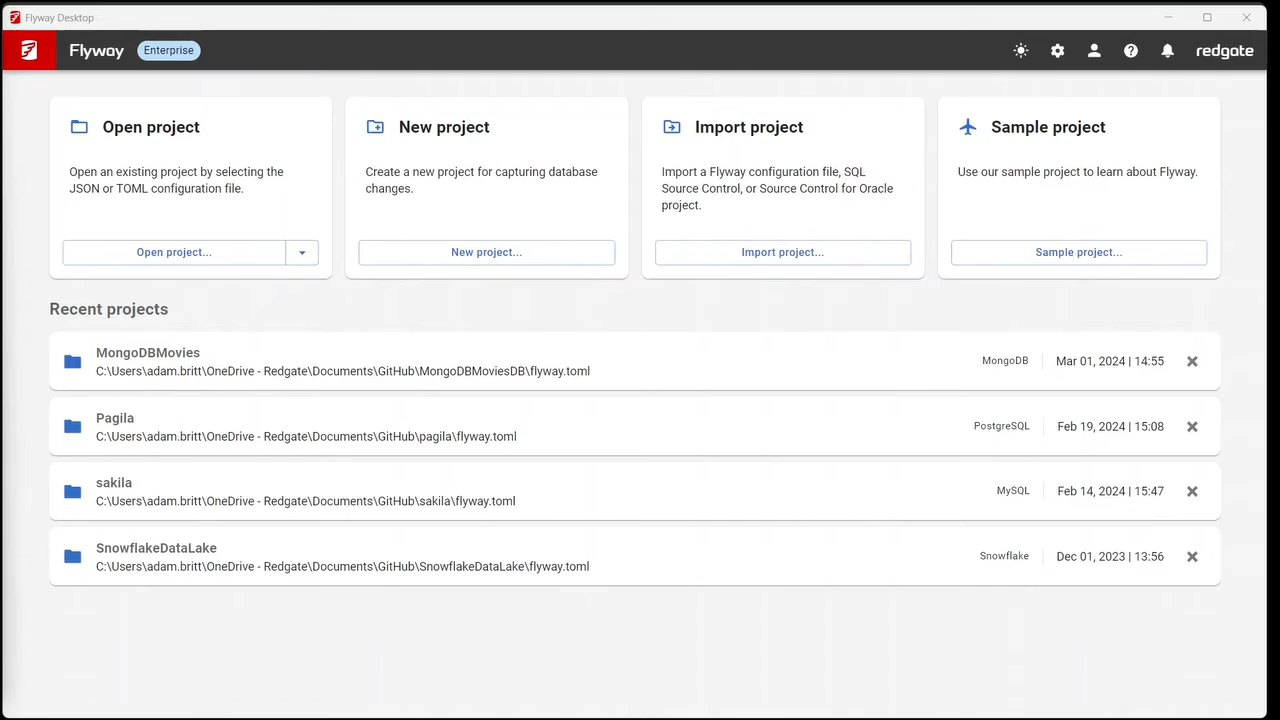 Flyway Desktop
Flyway Enterprise redgate
Open project
Open an existing project by selecting the
JSON or TOML configuration file.
Open project...
New project
Create a new project for capturing database
changes.
New project...
Import project
Import a Flyway configuration file, SQL
Source Control, or Source Control for Oracle
project.
Import project...
Sample project
Use our sample project to learn about Flyway.
Sample project...
Recent projects
MongoDBMovies
C:\Users\adam.britt\OneDrive - Redgate\Documents\GitHub\MongoDBMoviesDB\flyway.toml
MongoDB Mar 01, 2024 | 14:55
Pagila
C:\Users\adam.britt\OneDrive - Redgate\Documents\GitHub\pagila\flyway.toml
PostgreSQL Feb 19, 2024 | 15:08
sakila
C:\Users\adam.britt\OneDrive - Redgate\Documents\GitHub\sakila\flyway.toml
MySQL Feb 14, 2024 | 15:47
SnowflakeDataLake
C:\Users\adam.britt\OneDrive - Redgate\Documents\GitHub\SnowflakeDataLake\flyway.toml
Snowflake Dec 01, 2023 | 13:56